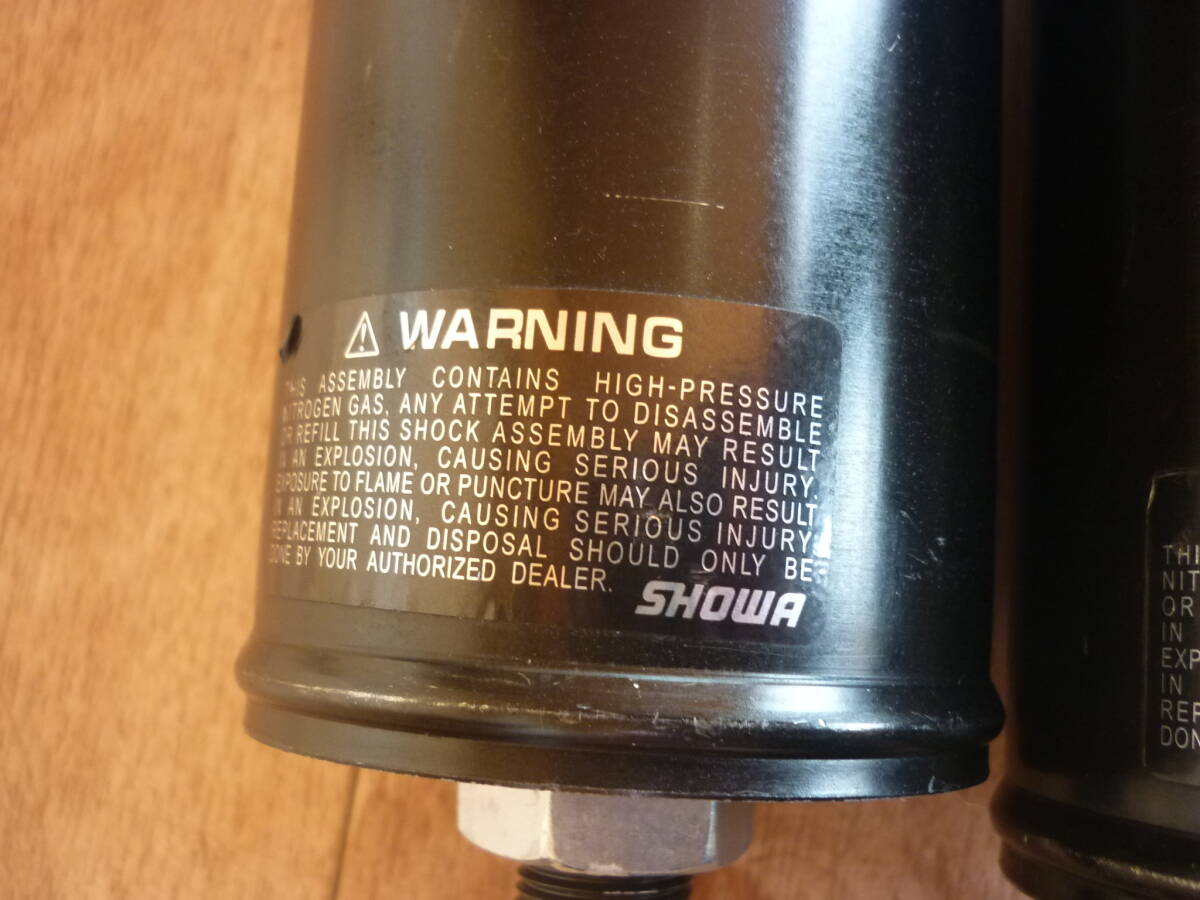 WARNING
THIS ASSEMBLY CONTAINS HIGH-PRESSURE
NITROGEN GAS, ANY ATTEMPT TO DISASSEMBLE
OR REFILL THIS SHOCK ASSEMBLY MAY RESULT
IN AN EXPLOSION, CAUSING SERIOUS INJURY.
EXPOSURE TO FLAME OR PUNCTURE MAY ALSO RESULT
IN AN EXPLOSION, CAUSING SERIOUS INJURY.
REPLACEMENT AND DISPOSAL SHOULD ONLY BE
DONE BY YOUR AUTHORIZED DEALER.
SHOWA
THI
NIT
OR
IN
EXP
IN
REP
DON